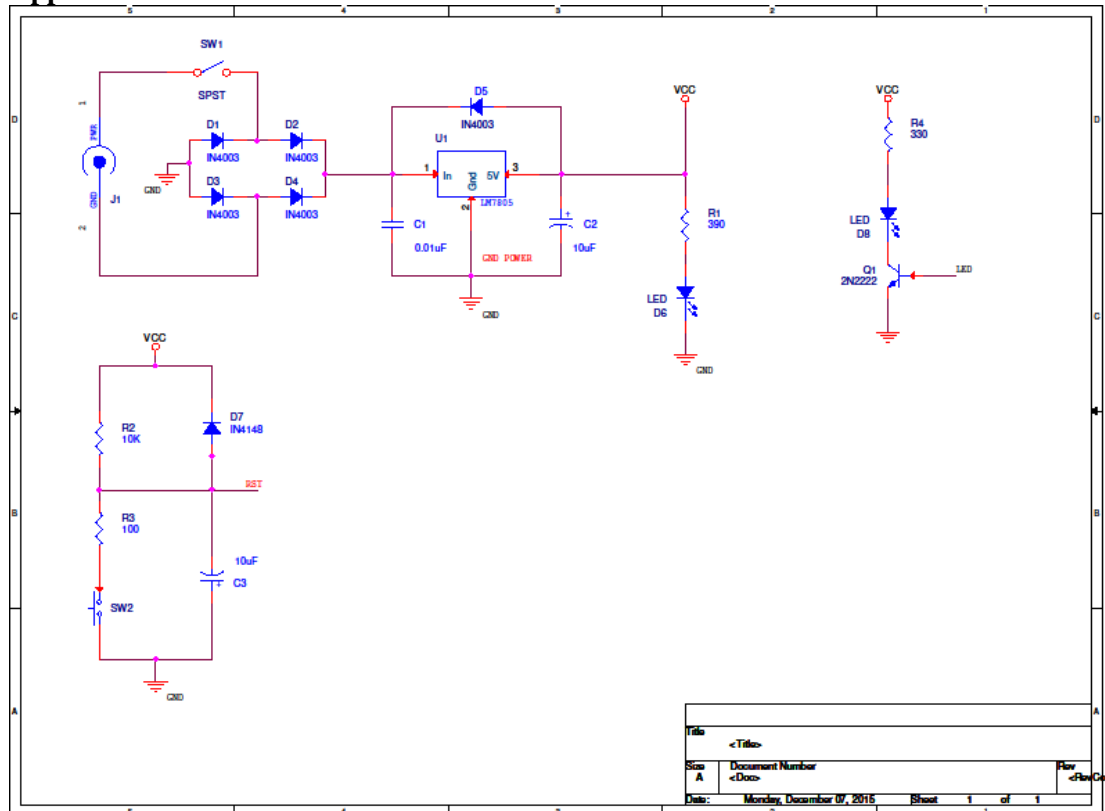 5 4 3 2 1
SW1
SPST
1
PWR
GND
J1
2
D1
IN4003
D2
IN4003
GND
D3
IN4003
D4
IN4003
D5
IN4003
U1
1
In
Gnd
5V
3
2
LM7805
C1
0.01uF
C2
10uF
GND POWER
GND
VCC
R1
390
LED
D6
GND
VCC
R4
330
LED
D8
Q1
2N2222
LED
VCC
R2
10K
D7
IN4148
RST
R3
100
10uF
+
C3
SW2
GND
D D
C C
B B
A A
Title
<Title>
Size
A
Document Number
<Doc>
Rev
Date: Monday, December 07, 2015 Sheet 1 of 1